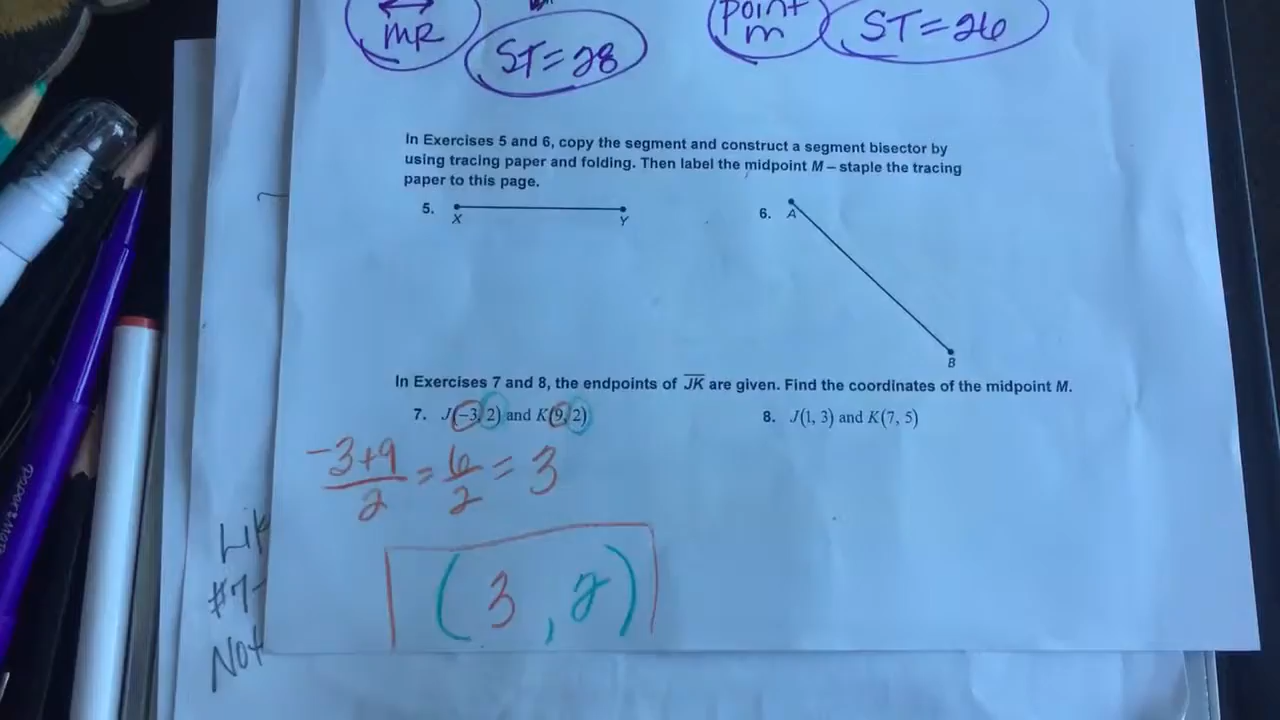 MR
ST=28
point
m
ST=26
In Exercises 5 and 6, copy the segment and construct a segment bisector by
using tracing paper and folding. Then label the midpoint M – staple the tracing
paper to this page.
5.
X
Y
6.
A
B
In Exercises 7 and 8, the endpoints of JK are given. Find the coordinates of the midpoint M.
7. J(−3, 2) and K(9, 2)
8. J(1, 3) and K(7, 5)
-3+9/2 = 6/2 = 3
(3, 2)
#7-
PaperMate